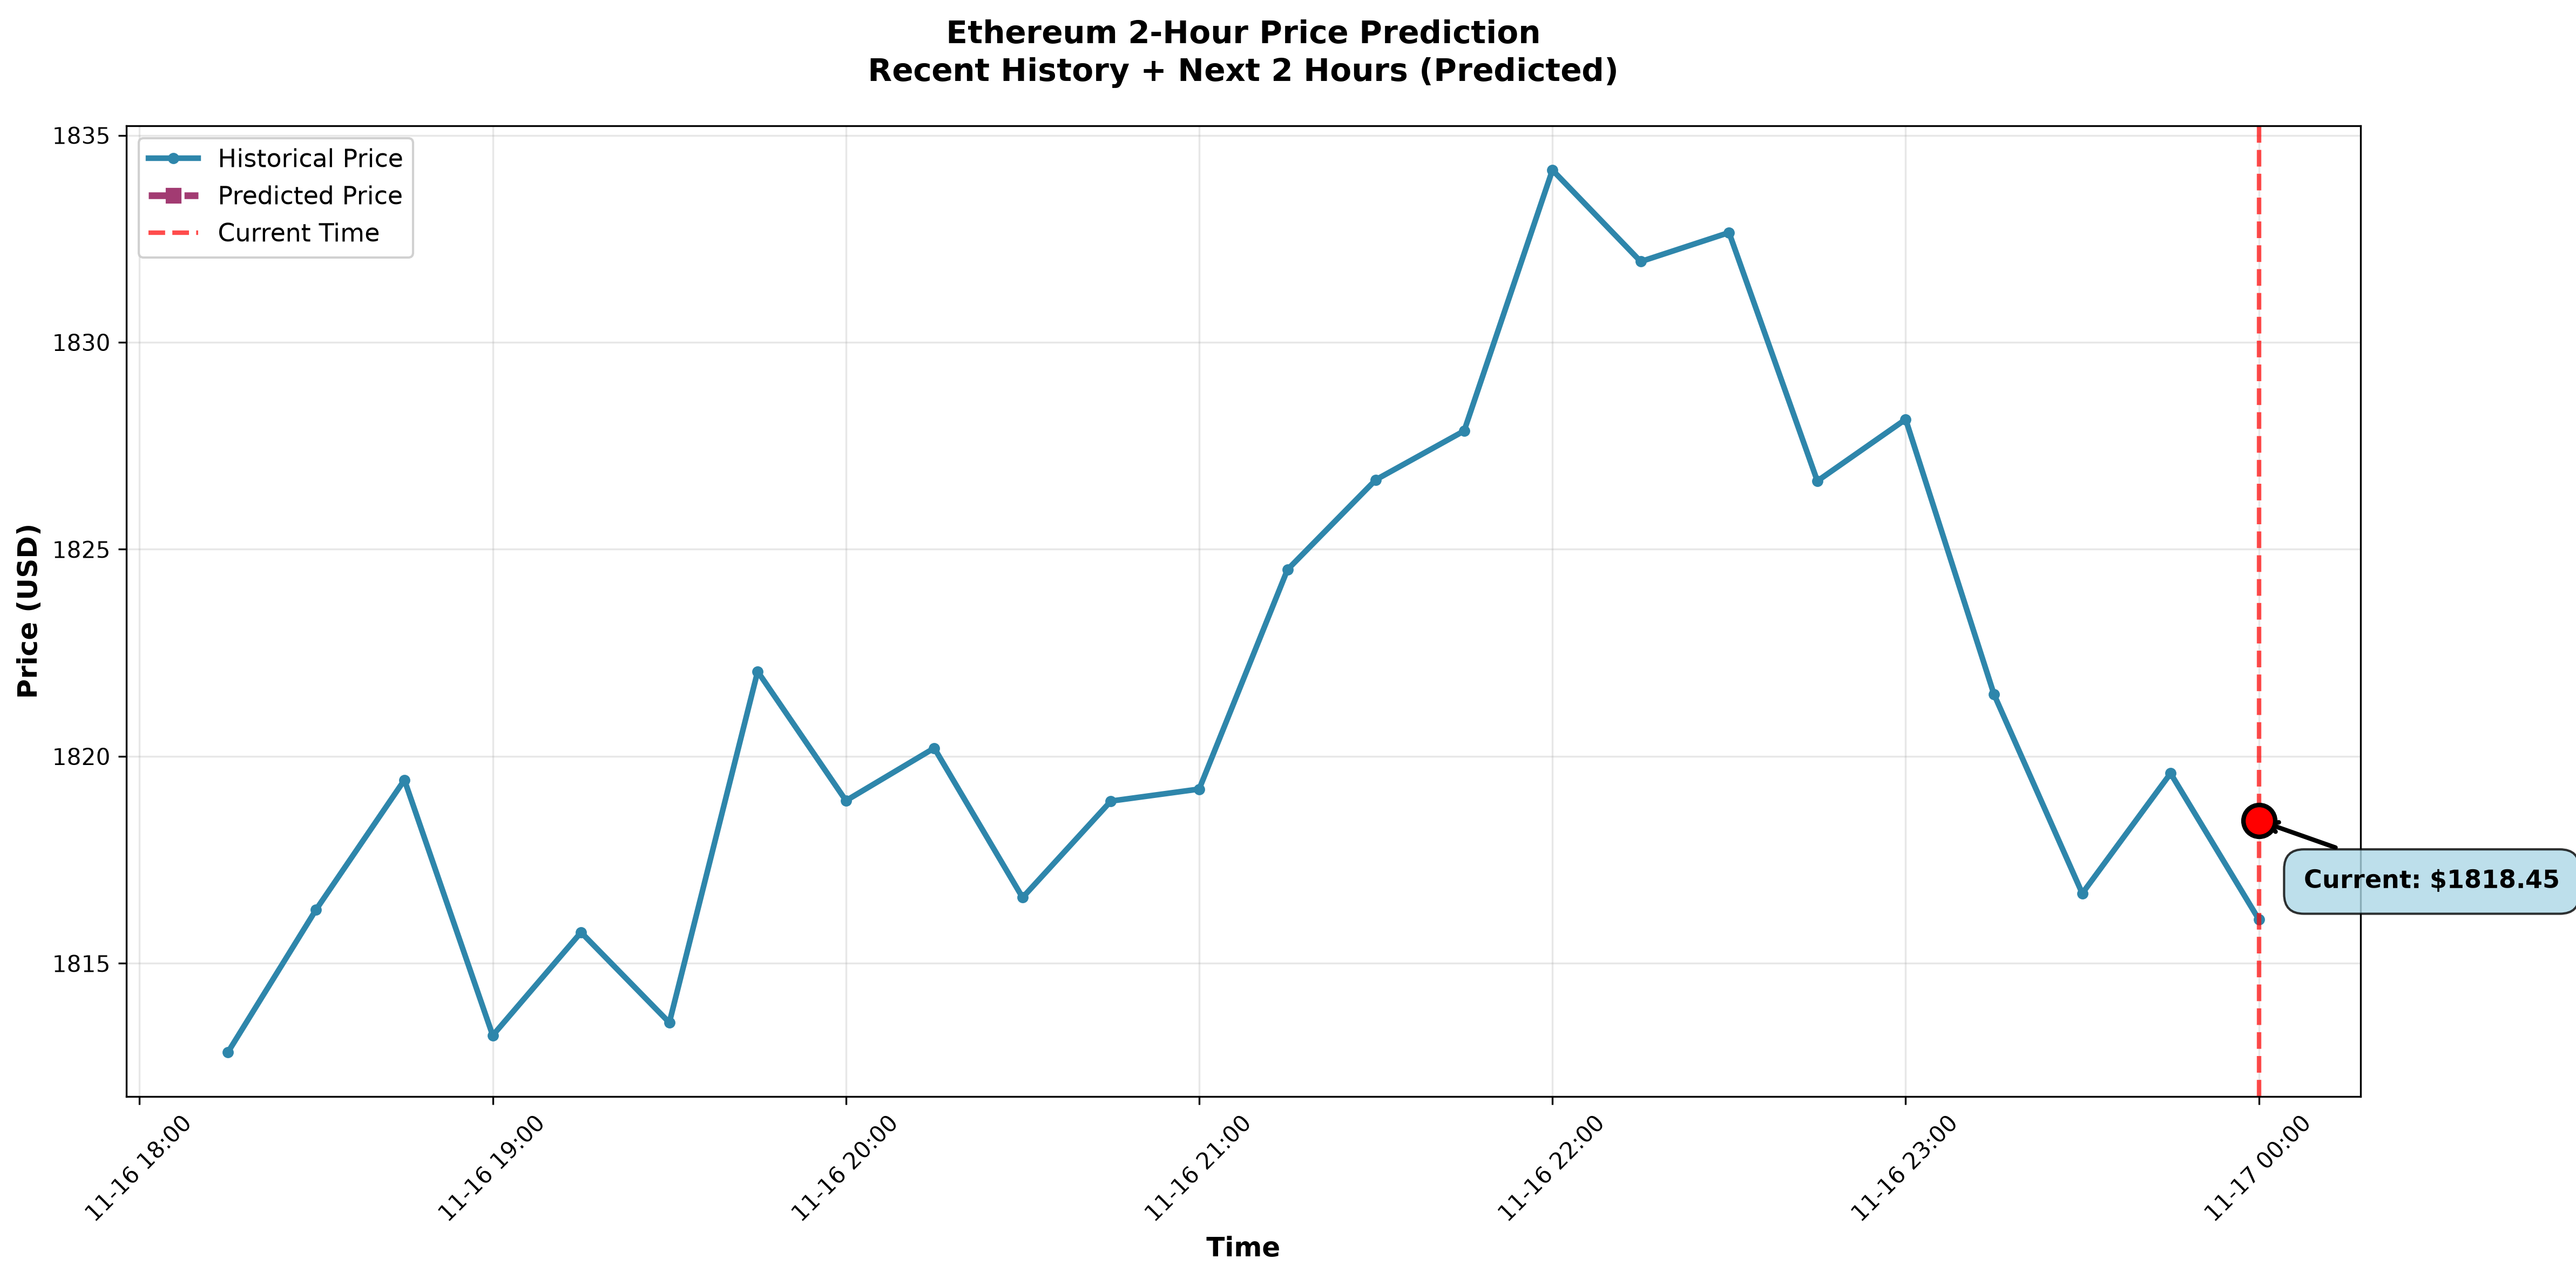 Ethereum 2-Hour Price Prediction
Recent History + Next 2 Hours (Predicted)
Historical Price
Predicted Price
Current Time
Price (USD)
1835
1830
1825
1820
1815
Current: $1818.45
11-16 18:00
11-16 19:00
11-16 20:00
11-16 21:00
11-16 22:00
11-16 23:00
11-17 00:00
Time